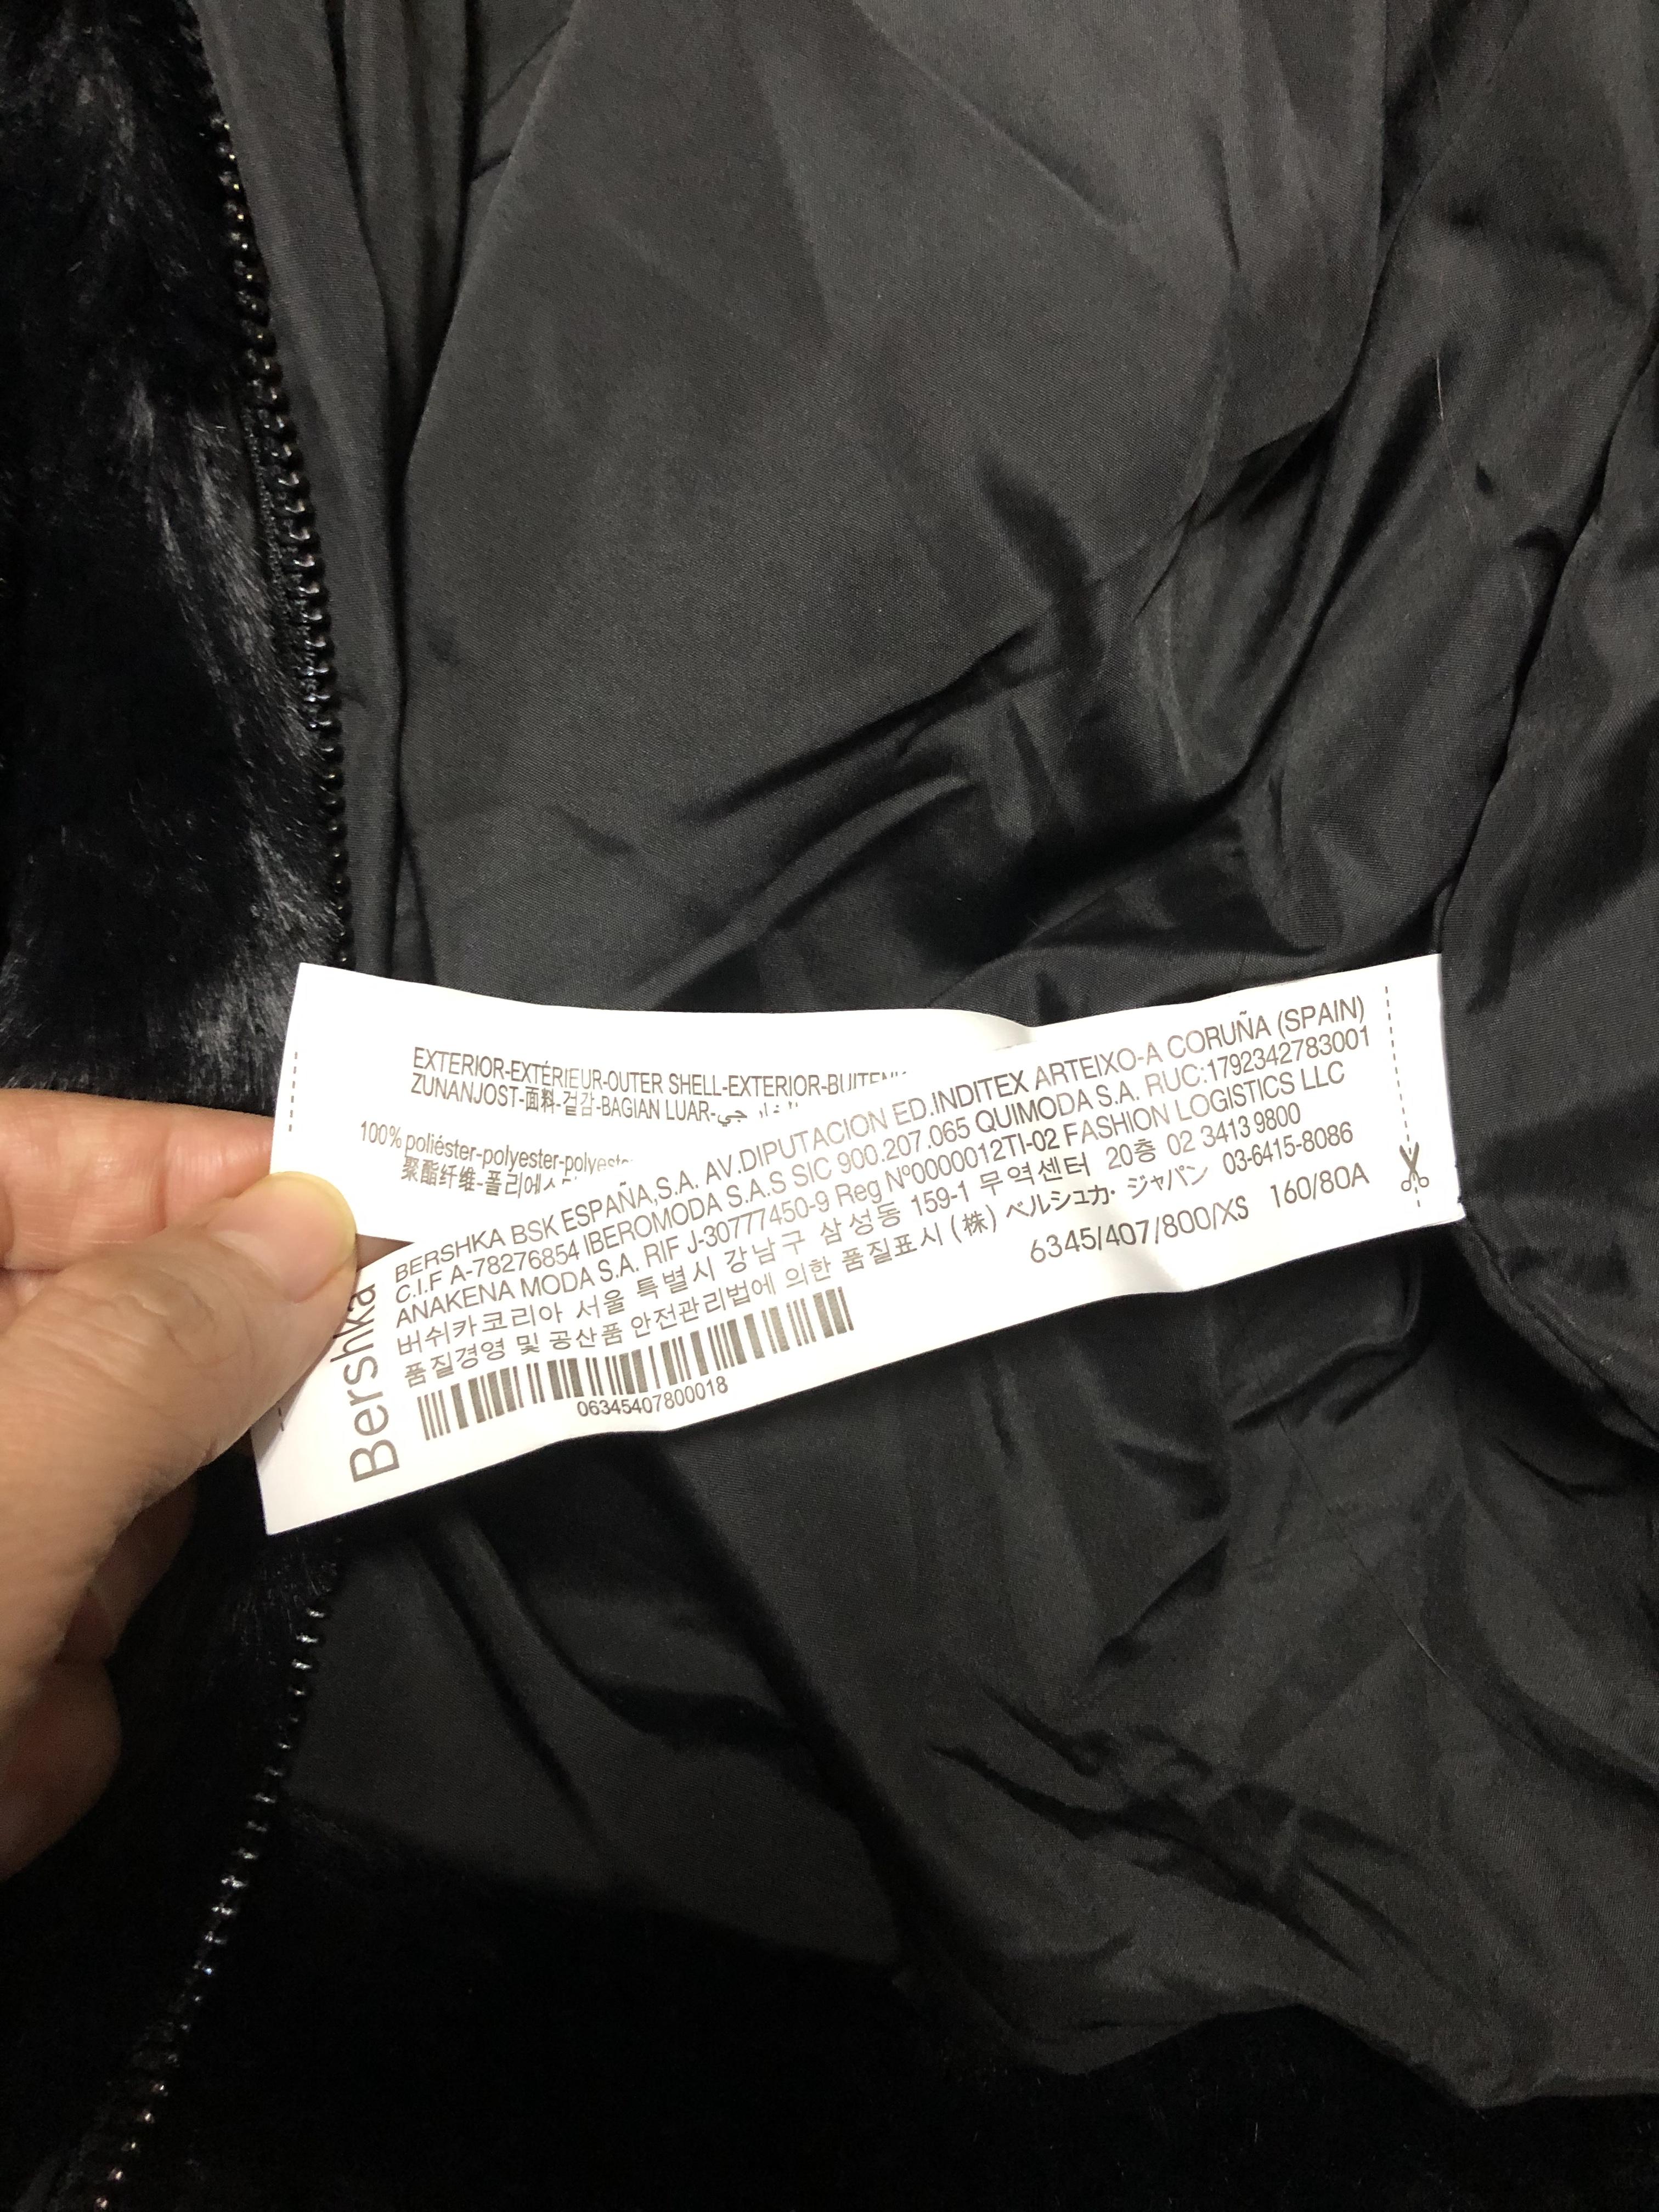 EXTERIOR-EXTÉRIEUR-OUTER SHELL-EXTERIOR-BUITEN
ZUNANJOST-面料-겉감-BAGIAN LUAR-
100% poliéster-polyester-polyeste
聚酯纤维-폴리에스
BERSHKA BSK ESPAÑA,S.A. AV.DIPUTACION ED.INDITEX ARTEIXO-A CORUÑA (SPAIN)
C.I.F A-78276854 IBEROMODA S.A.S SIC 900.207.065 QUIMODA S.A. RUC:1792342783001
ANAKENA MODA S.A. RIF J-30777450-9 Reg Nº0000012TI-02 FASHION LOGISTICS LLC
버쉬카코리아 서울 특별시 강남구 삼성동 159-1 무역센터 20층 02 3413 9800
품질경영 및 공산품 안전관리법에 의한 품질표시 (株) ベルシュカ・ ジャパン 03-6415-8086
6345/407/800/XS 160/80A
06345407800018
Bershka